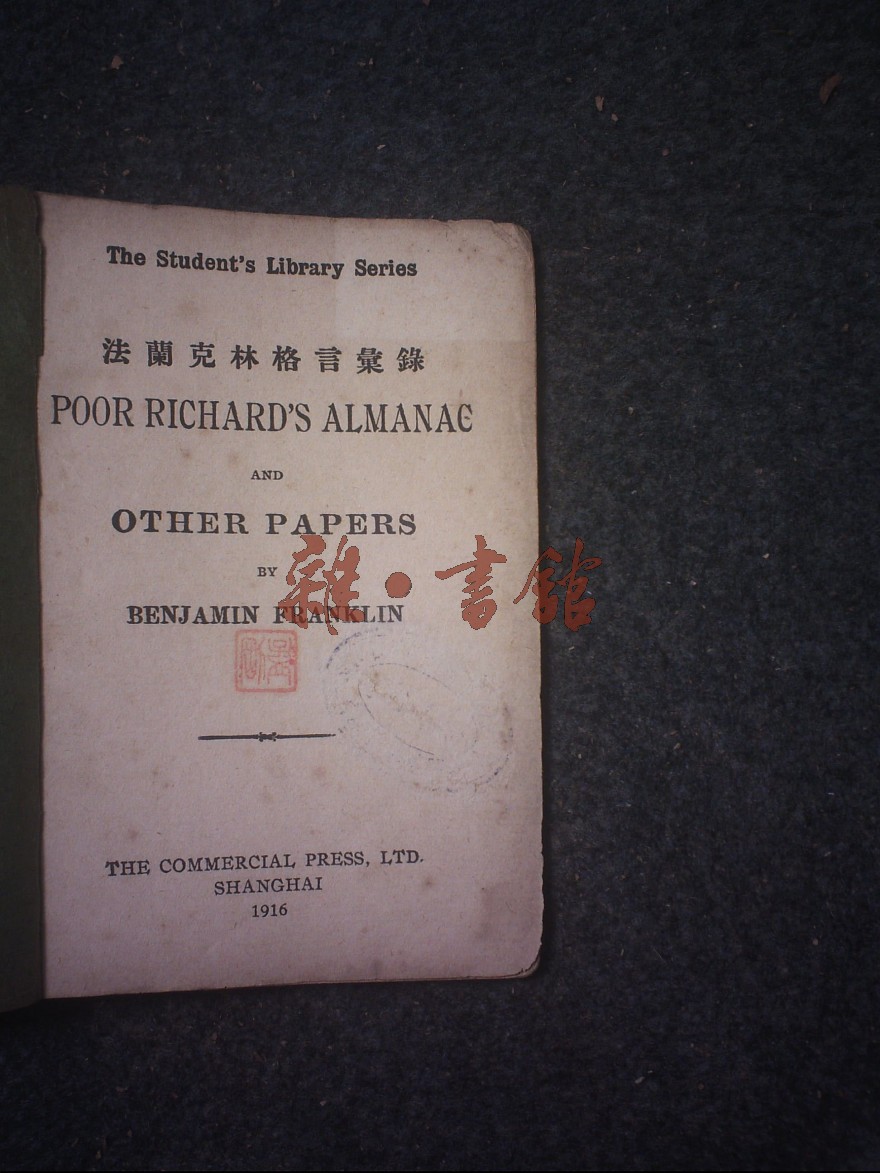 The Student's Library Series
法蘭克林格言彙錄
POOR RICHARD'S ALMANAC
AND
OTHER PAPERS
BY
雜·書館
BENJAMIN FRANKLIN
THE COMMERCIAL PRESS, LTD.
SHANGHAI
1916